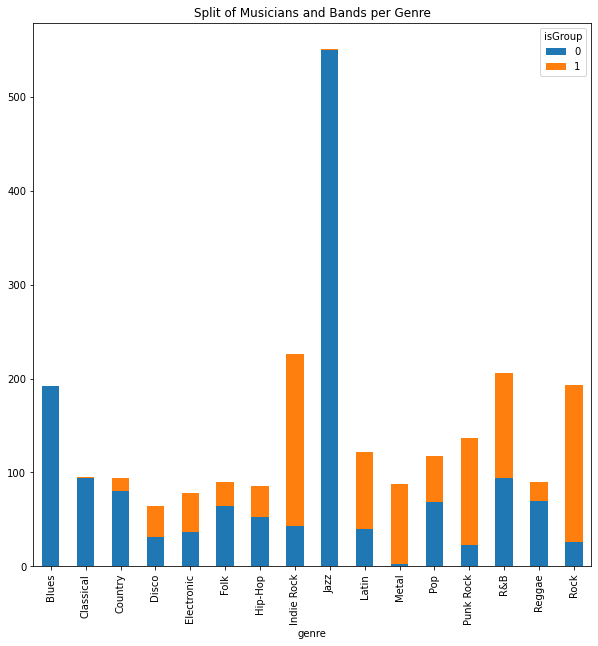 Split of Musicians and Bands per Genre
isGroup
0
1
500
400
300
200
100
0
Blues
Classical
Country
Disco
Electronic
Folk
Hip-Hop
Indie Rock
Jazz
Latin
Metal
Pop
Punk Rock
R&B
Reggae
Rock
genre